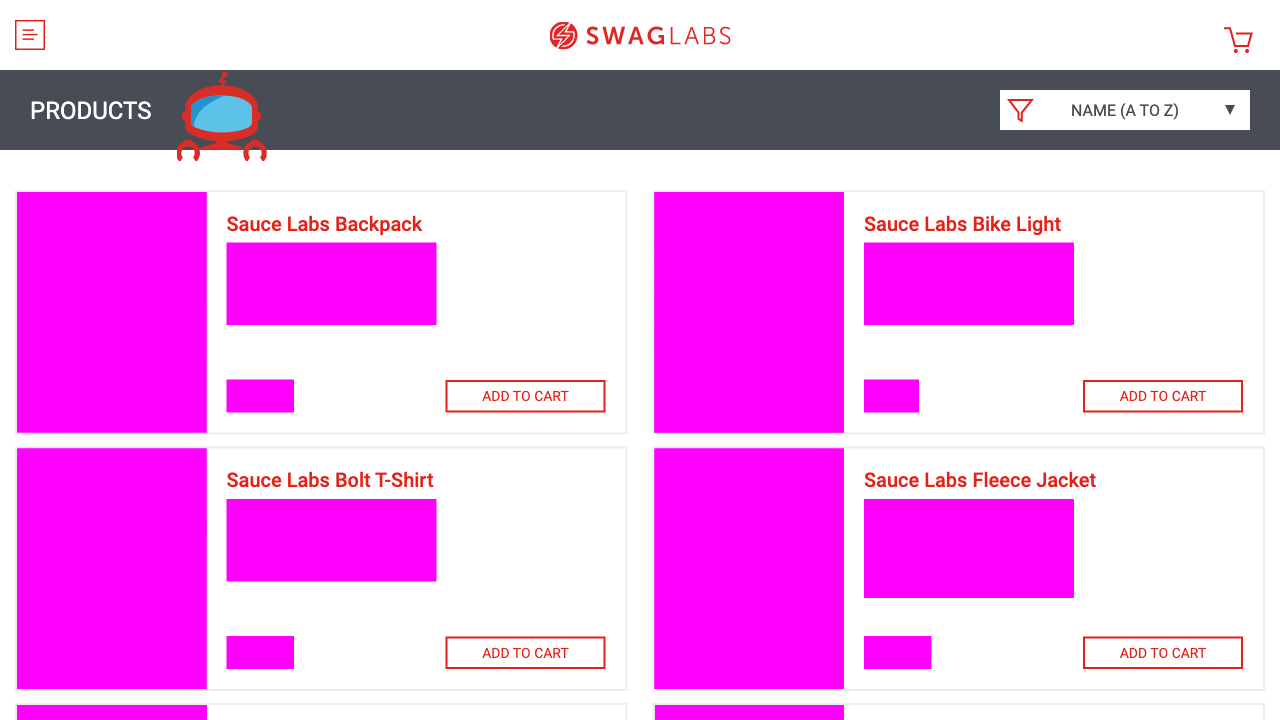 SWAGLABS
PRODUCTS
NAME (A TO Z)
Sauce Labs Backpack
ADD TO CART
Sauce Labs Bike Light
ADD TO CART
Sauce Labs Bolt T-Shirt
ADD TO CART
Sauce Labs Fleece Jacket
ADD TO CART